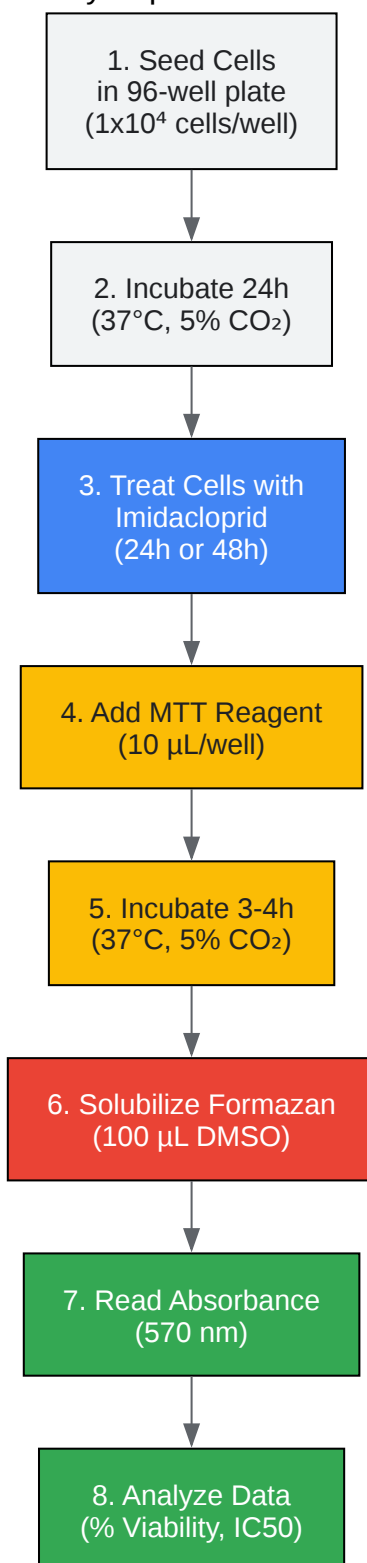 1. Seed Cells
in 96-well plate
(1x10⁴ cells/well)
2. Incubate 24h
(37°C, 5% CO₂)
3. Treat Cells with
Imidacloprid
(24h or 48h)
4. Add MTT Reagent
(10 µL/well)
5. Incubate 3-4h
(37°C, 5% CO₂)
6. Solubilize Formazan
(100 µL DMSO)
7. Read Absorbance
(570 nm)
8. Analyze Data
(% Viability, IC50)